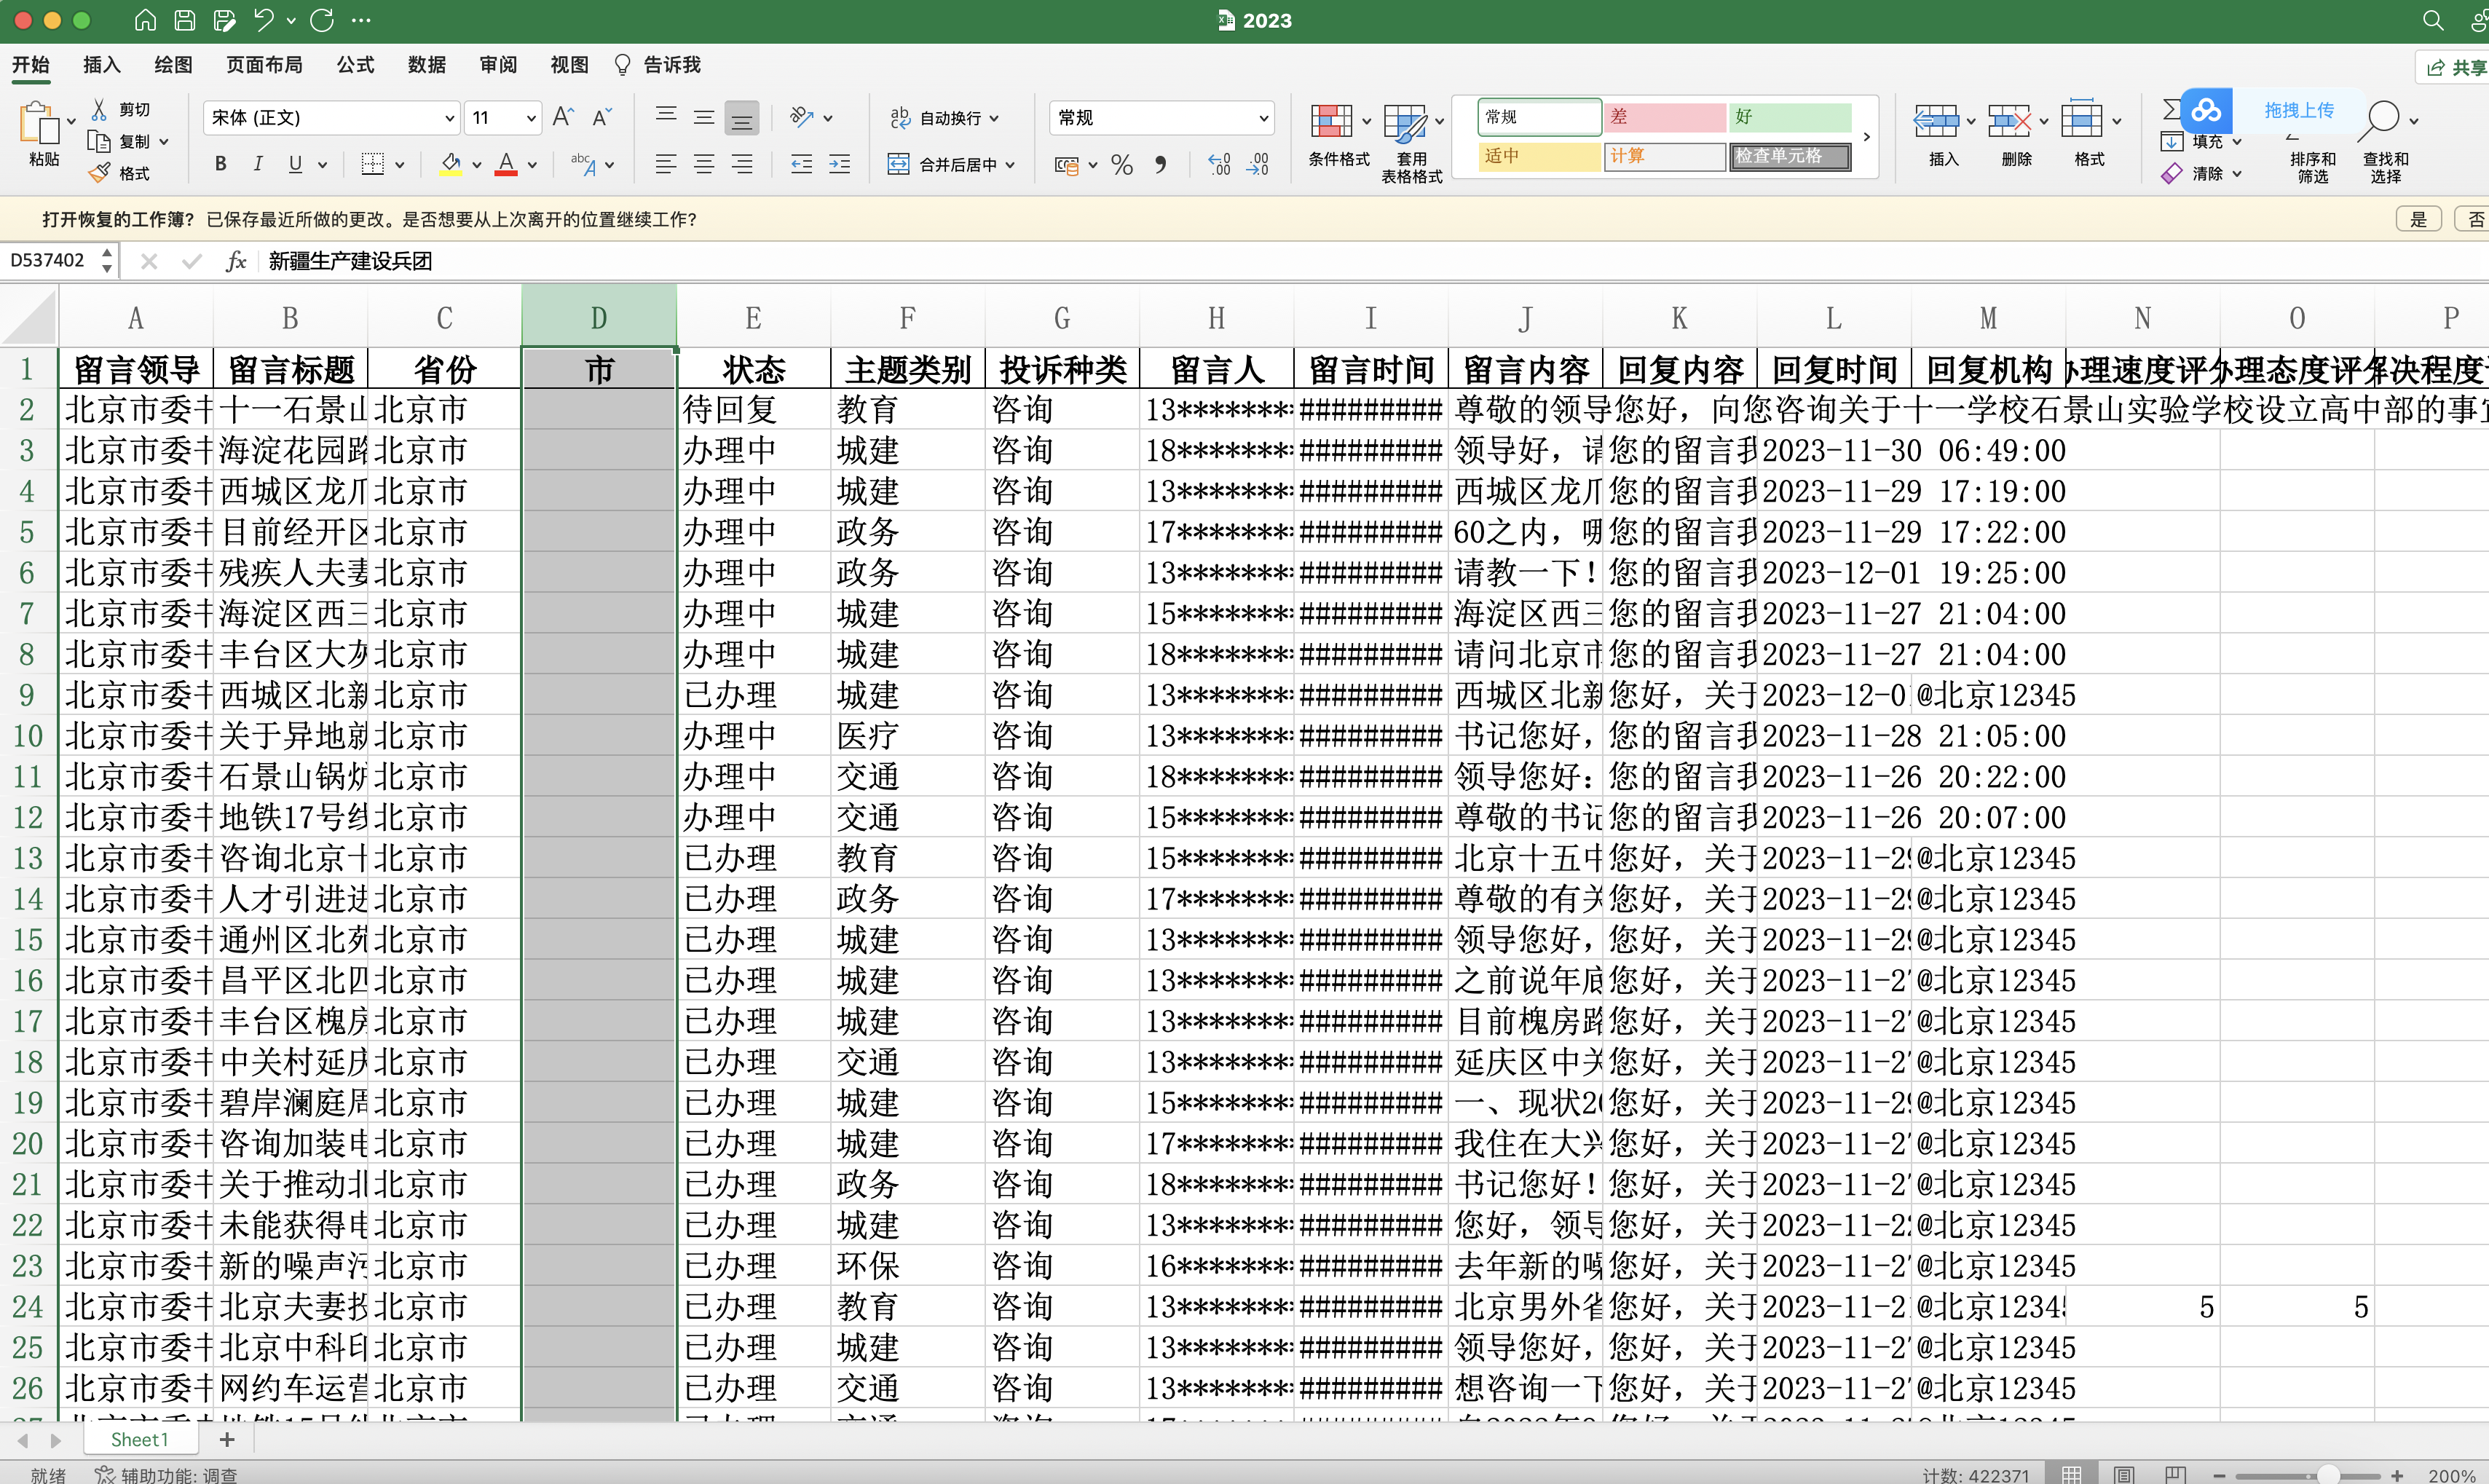 2023
开始 插入 绘图 页面布局 公式 数据 审阅 视图 告诉我 共享
剪切 宋体 (正文) 11 自动换行 常规 常规 差 好 拖拽上传
复制 填充
粘贴 格式 B I U 合并后居中 % 条件格式 套用 表格格式 适中 计算 检查单元格 插入 删除 格式 清除 排序和 筛选 查找和 选择
打开恢复的工作簿? 已保存最近所做的更改。是否想要从上次离开的位置继续工作? 是 否
D537402 fx 新疆生产建设兵团
A B C D E F G H I J K L M N O P
1 留言领导 留言标题 省份 市 状态 主题类别 投诉种类 留言人 留言时间 留言内容 回复内容 回复时间 回复机构 理速度评 理态度评 决程度
2 北京市委 十一石景山 北京市 待回复 教育 咨询 13******** ######### 尊敬的领导您好，向您咨询关于十一学校石景山实验学校设立高中部的事宜
3 北京市委 海淀花园路 北京市 办理中 城建 咨询 18******** ######### 领导好，请 您的留言我 2023-11-30 06:49:00
4 北京市委 西城区龙爪 北京市 办理中 城建 咨询 13******** ######### 西城区龙爪 您的留言我 2023-11-29 17:19:00
5 北京市委 目前经开区 北京市 办理中 政务 咨询 17******** ######### 60之内，哪 您的留言我 2023-11-29 17:22:00
6 北京市委 残疾人夫妻 北京市 办理中 政务 咨询 13******** ######### 请教一下！ 您的留言我 2023-12-01 19:25:00
7 北京市委 海淀区西三 北京市 办理中 城建 咨询 15******** ######### 海淀区西三 您的留言我 2023-11-27 21:04:00
8 北京市委 丰台区大灰 北京市 办理中 城建 咨询 18******** ######### 请问北京市 您的留言我 2023-11-27 21:04:00
9 北京市委 西城区北新 北京市 已办理 城建 咨询 13******** ######### 西城区北新 您好，关于 2023-12-0 @北京12345
10 北京市委 关于异地就 北京市 办理中 医疗 咨询 13******** ######### 书记您好， 您的留言我 2023-11-28 21:05:00
11 北京市委 石景山锅炉 北京市 办理中 交通 咨询 18******** ######### 领导您好： 您的留言我 2023-11-26 20:22:00
12 北京市委 地铁17号线 北京市 办理中 交通 咨询 15******** ######### 尊敬的书记 您的留言我 2023-11-26 20:07:00
13 北京市委 咨询北京十 北京市 已办理 教育 咨询 15******** ######### 北京十五中 您好，关于 2023-11-29 @北京12345
14 北京市委 人才引进进 北京市 已办理 政务 咨询 17******** ######### 尊敬的有关 您好，关于 2023-11-29 @北京12345
15 北京市委 通州区北苑 北京市 已办理 城建 咨询 13******** ######### 领导您好， 您好，关于 2023-11-29 @北京12345
16 北京市委 昌平区北四 北京市 已办理 城建 咨询 13******** ######### 之前说年底 您好，关于 2023-11-27 @北京12345
17 北京市委 丰台区槐房 北京市 已办理 城建 咨询 13******** ######### 目前槐房路 您好，关于 2023-11-27 @北京12345
18 北京市委 中关村延庆 北京市 已办理 交通 咨询 13******** ######### 延庆区中关 您好，关于 2023-11-27 @北京12345
19 北京市委 碧岸澜庭周 北京市 已办理 城建 咨询 15******** ######### 一、现状20 您好，关于 2023-11-29 @北京12345
20 北京市委 咨询加装电 北京市 已办理 城建 咨询 17******** ######### 我住在大兴 您好，关于 2023-11-27 @北京12345
21 北京市委 关于推动北 北京市 已办理 政务 咨询 18******** ######### 书记您好！ 您好，关于 2023-11-27 @北京12345
22 北京市委 未能获得电 北京市 已办理 城建 咨询 13******** ######### 您好，领导 您好，关于 2023-11-22 @北京12345
23 北京市委 新的噪声污 北京市 已办理 环保 咨询 16******** ######### 去年新的噪 您好，关于 2023-11-27 @北京12345
24 北京市委 北京夫妻投 北京市 已办理 教育 咨询 13******** ######### 北京男外省 您好，关于 2023-11-2 @北京12345 5 5
25 北京市委 北京中科印 北京市 已办理 城建 咨询 13******** ######### 领导您好， 您好，关于 2023-11-27 @北京12345
26 北京市委 网约车运营 北京市 已办理 交通 咨询 13******** ######### 想咨询一下 您好，关于 2023-11-27 @北京12345
Sheet1 +
就绪 辅助功能: 调查 计数: 422371 200%